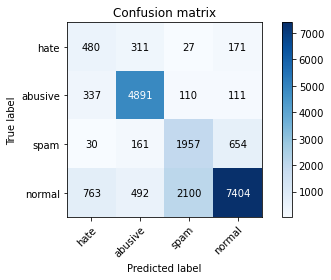 Confusion matrix
hate 480 311 27 171
abusive 337 4891 110 111
spam 30 161 1957 654
normal 763 492 2100 7404
hate abusive spam normal
True label
Predicted label
7000
6000
5000
4000
3000
2000
1000